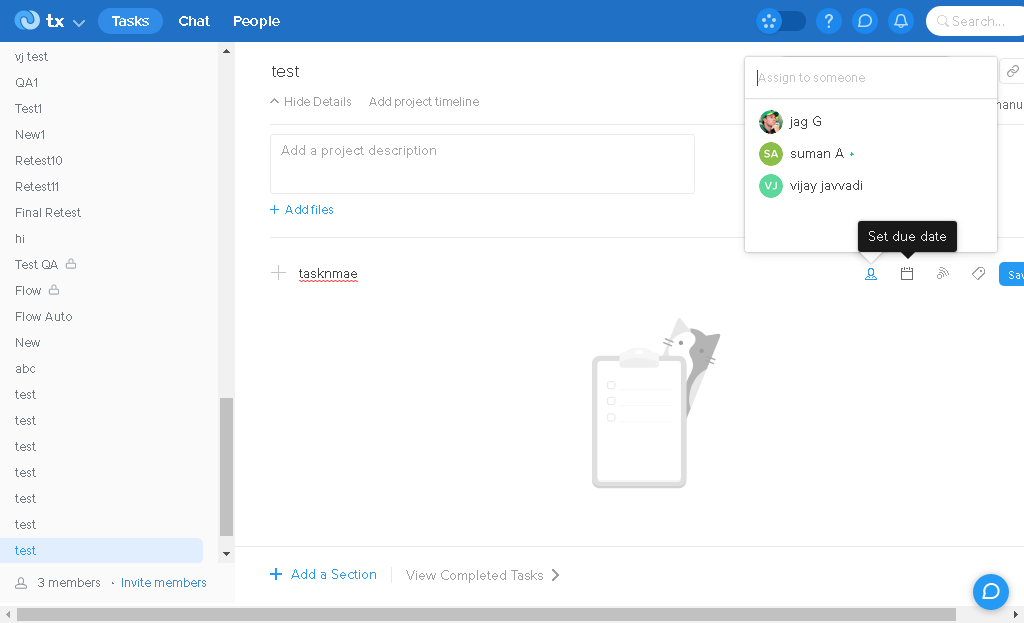 tx
Tasks
Chat
People
?
Search...
vj test
QA1
Test1
New1
Retest10
Retest11
Final Retest
hi
Test QA
Flow
Flow Auto
New
abc
test
test
test
test
test
test
test
3 members · Invite members
test
Hide Details
Add project timeline
Add a project description
+ Add files
Assign to someone
jag G
SA suman A
VJ vijay javvadi
Set due date
tasknmae
+ Add a Section
View Completed Tasks